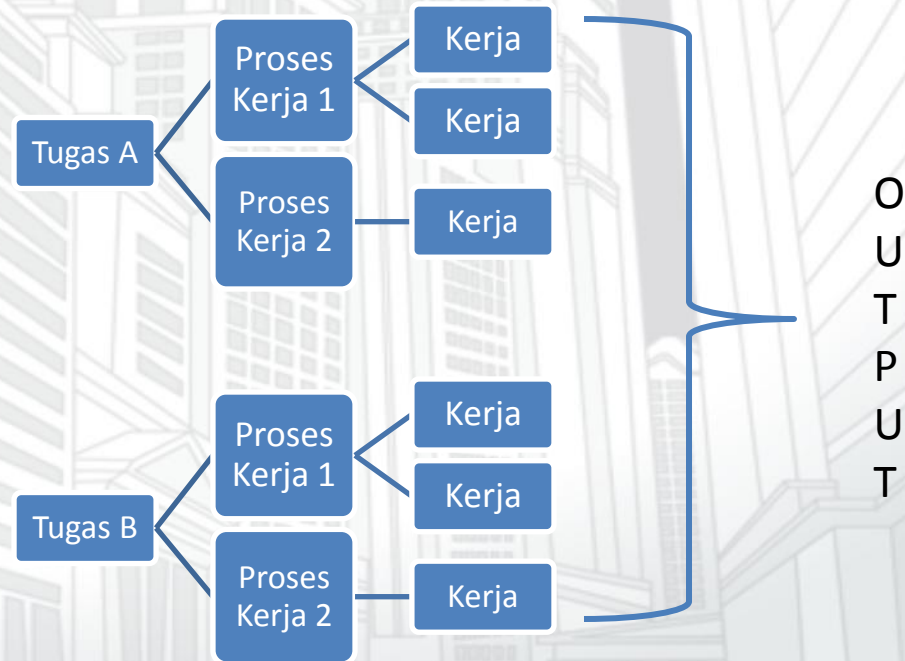 Tugas A
Proses
Kerja 1
Kerja
Kerja
Proses
Kerja 2
Kerja
Tugas B
Proses
Kerja 1
Kerja
Kerja
Proses
Kerja 2
Kerja
O
U
T
P
U
T